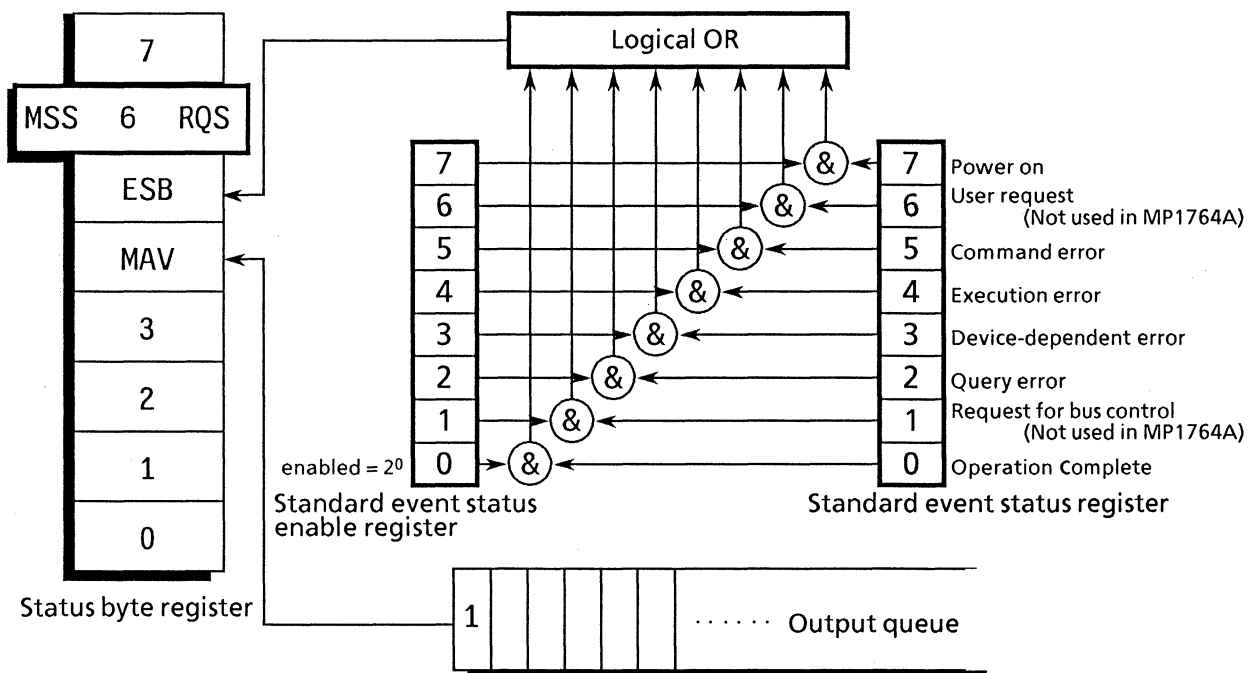 Logical OR
7
MSS 6 RQS
ESB
MAV
3
2
1
0
Status byte register
7
6
5
4
3
2
1
enabled = 2⁰ 0
Standard event status
enable register
&
&
&
&
&
&
&
&
7 Power on
6 User request
(Not used in MP1764A)
5 Command error
4 Execution error
3 Device-dependent error
2 Query error
1 Request for bus control
(Not used in MP1764A)
0 Operation Complete
Standard event status register
1 ...... Output queue